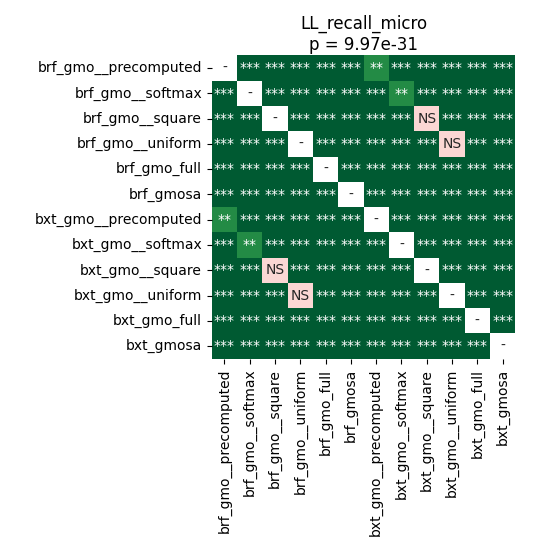 LL_recall_micro
p = 9.97e-31
brf_gmo__precomputed - *** *** *** *** *** ** *** *** *** *** ***
brf_gmo__softmax *** - *** *** *** *** *** ** *** *** *** ***
brf_gmo__square *** *** - *** *** *** *** *** NS *** *** ***
brf_gmo__uniform *** *** *** - *** *** *** *** *** NS *** ***
brf_gmo_full *** *** *** *** - *** *** *** *** *** *** ***
brf_gmosa *** *** *** *** *** - *** *** *** *** *** ***
bxt_gmo__precomputed ** *** *** *** *** *** - *** *** *** *** ***
bxt_gmo__softmax *** ** *** *** *** *** *** - *** *** *** ***
bxt_gmo__square *** *** NS *** *** *** *** *** - *** *** ***
bxt_gmo__uniform *** *** *** NS *** *** *** *** *** - *** ***
bxt_gmo_full *** *** *** *** *** *** *** *** *** *** - ***
bxt_gmosa *** *** *** *** *** *** *** *** *** *** *** -
brf_gmo__precomputed
brf_gmo__softmax
brf_gmo__square
brf_gmo__uniform
brf_gmo_full
brf_gmosa
bxt_gmo__precomputed
bxt_gmo__softmax
bxt_gmo__square
bxt_gmo__uniform
bxt_gmo_full
bxt_gmosa